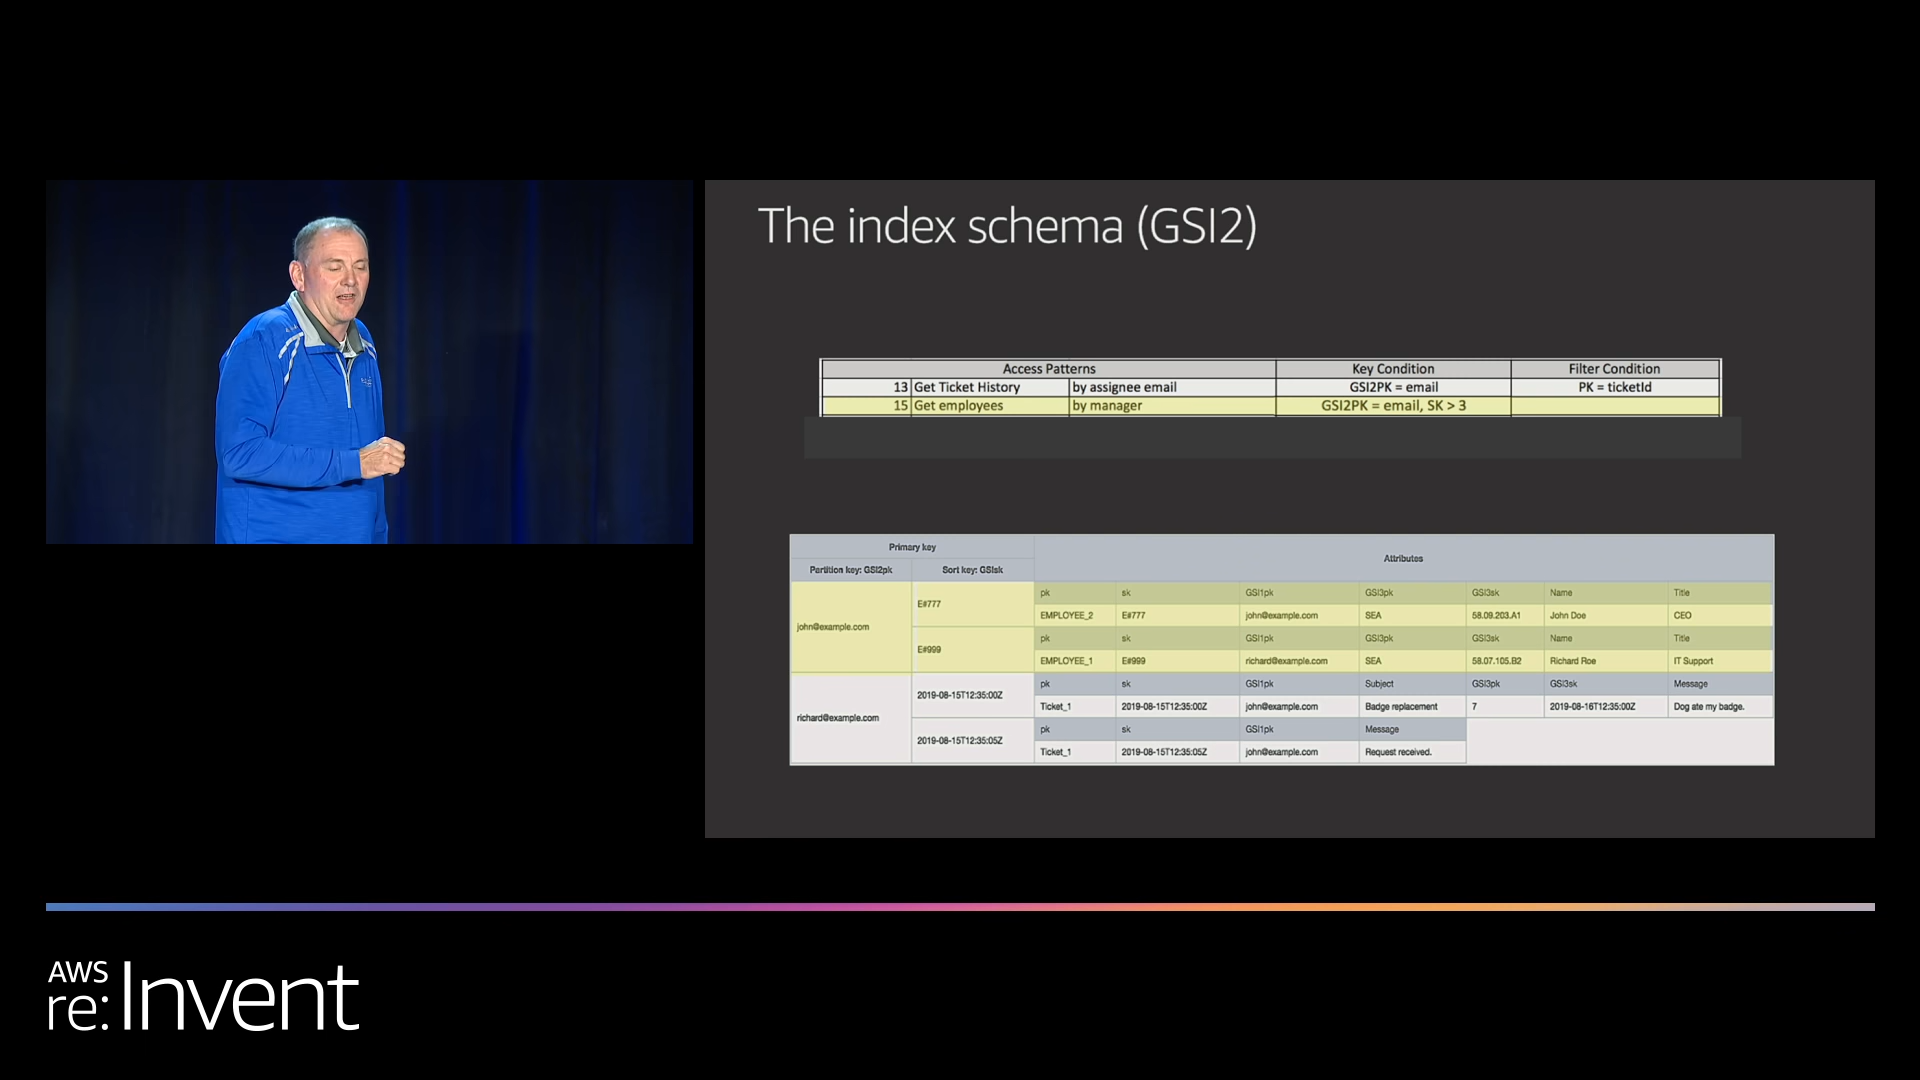 The index schema (GSI2)
Access Patterns Key Condition Filter Condition
13 Get Ticket History by assignee email GSI2PK = email PK = ticketId
15 Get employees by manager GSI2PK = email, SK > 3
Primary key Attributes
Partition key: GSI2pk Sort key: GSIsk
john@example.com E#777 pk sk GSI1pk GSI3pk GSI3sk Name Title
EMPLOYEE_2 E#777 john@example.com SEA 58.09.203.A1 John Doe CEO
E#999 pk sk GSI1pk GSI3pk GSI3sk Name Title
EMPLOYEE_1 E#999 richard@example.com SEA 58.07.105.B2 Richard Roe IT Support
richard@example.com 2019-08-15T12:35:00Z pk sk GSI1pk Subject GSI3pk GSI3sk Message
Ticket_1 2019-08-15T12:35:00Z john@example.com Badge replacement 7 2019-08-16T12:35:00Z Dog ate my badge.
2019-08-15T12:35:05Z pk sk GSI1pk Message
Ticket_1 2019-08-15T12:35:05Z john@example.com Request received.
AWS
re:Invent